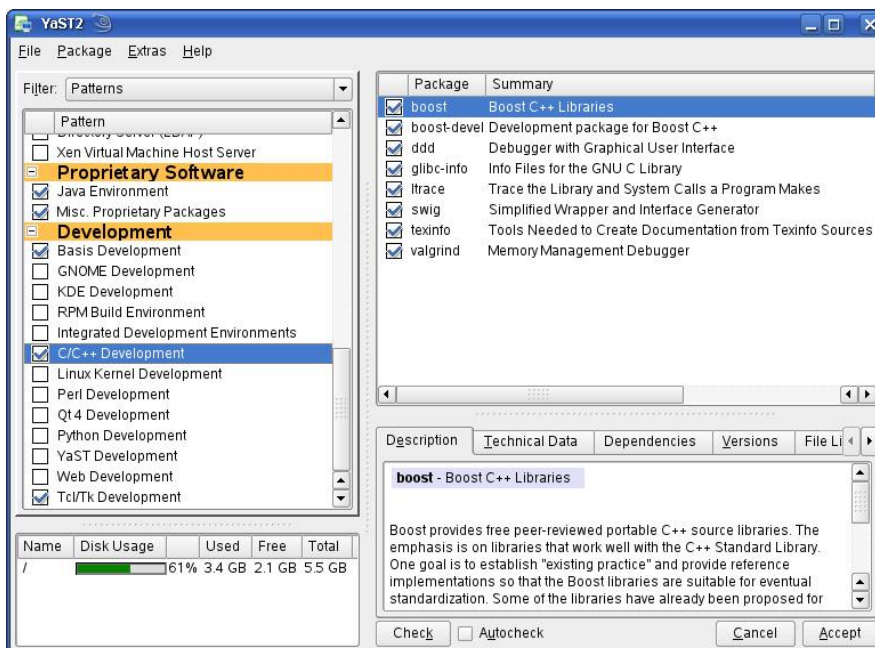 YaST2
File Package Extras Help
Filter: Patterns
Pattern
Directory Server (LDAP)
Xen Virtual Machine Host Server
Proprietary Software
Java Environment
Misc. Proprietary Packages
Development
Basis Development
GNOME Development
KDE Development
RPM Build Environment
Integrated Development Environments
C/C++ Development
Linux Kernel Development
Perl Development
Qt 4 Development
Python Development
YaST Development
Web Development
Tcl/Tk Development
Name Disk Usage Used Free Total
/ 61% 3.4 GB 2.1 GB 5.5 GB
Package Summary
boost Boost C++ Libraries
boost-devel Development package for Boost C++
ddd Debugger with Graphical User Interface
glibc-info Info Files for the GNU C Library
ltrace Trace the Library and System Calls a Program Makes
swig Simplified Wrapper and Interface Generator
texinfo Tools Needed to Create Documentation from Texinfo Sources
valgrind Memory Management Debugger
Description Technical Data Dependencies Versions File Li
boost - Boost C++ Libraries
Boost provides free peer-reviewed portable C++ source libraries. The
emphasis is on libraries that work well with the C++ Standard Library.
One goal is to establish "existing practice" and provide reference
implementations so that the Boost libraries are suitable for eventual
standardization. Some of the libraries have already been proposed for
Check Autocheck Cancel Accept